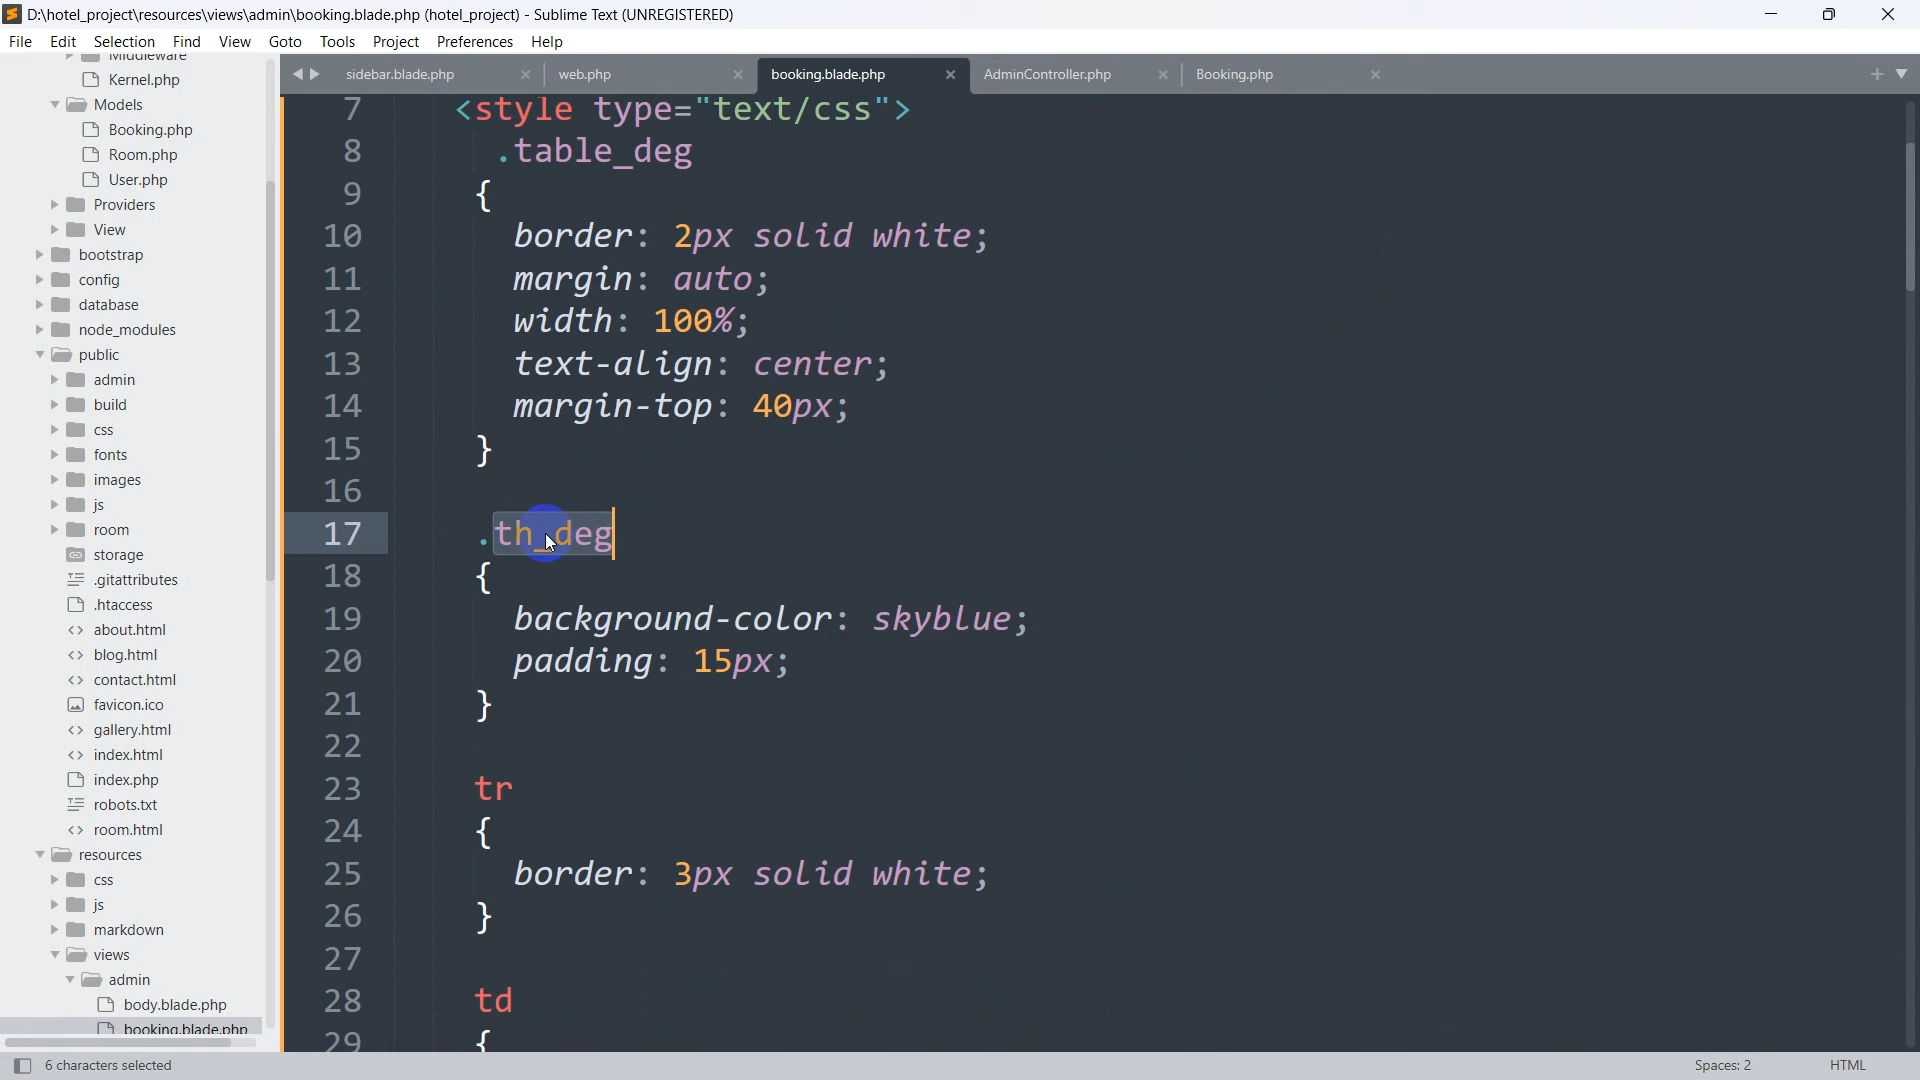 D:\hotel_project\resources\views\admin\booking.blade.php (hotel_project) - Sublime Text (UNREGISTERED)
File Edit Selection Find View Goto Tools Project Preferences Help
Middleware
Kernel.php
Models
Booking.php
Room.php
User.php
Providers
View
bootstrap
config
database
node_modules
public
admin
build
css
fonts
images
js
room
storage
.gitattributes
.htaccess
about.html
blog.html
contact.html
favicon.ico
gallery.html
index.html
index.php
robots.txt
room.html
resources
css
js
markdown
views
admin
body.blade.php
booking.blade.php
sidebar.blade.php web.php booking.blade.php AdminController.php Booking.php
7 <style type="text/css">
8 .table_deg
9 {
10 border: 2px solid white;
11 margin: auto;
12 width: 100%;
13 text-align: center;
14 margin-top: 40px;
15 }
16
17 .th_deg
18 {
19 background-color: skyblue;
20 padding: 15px;
21 }
22
23 tr
24 {
25 border: 3px solid white;
26 }
27
28 td
29 {
6 characters selected Spaces: 2 HTML